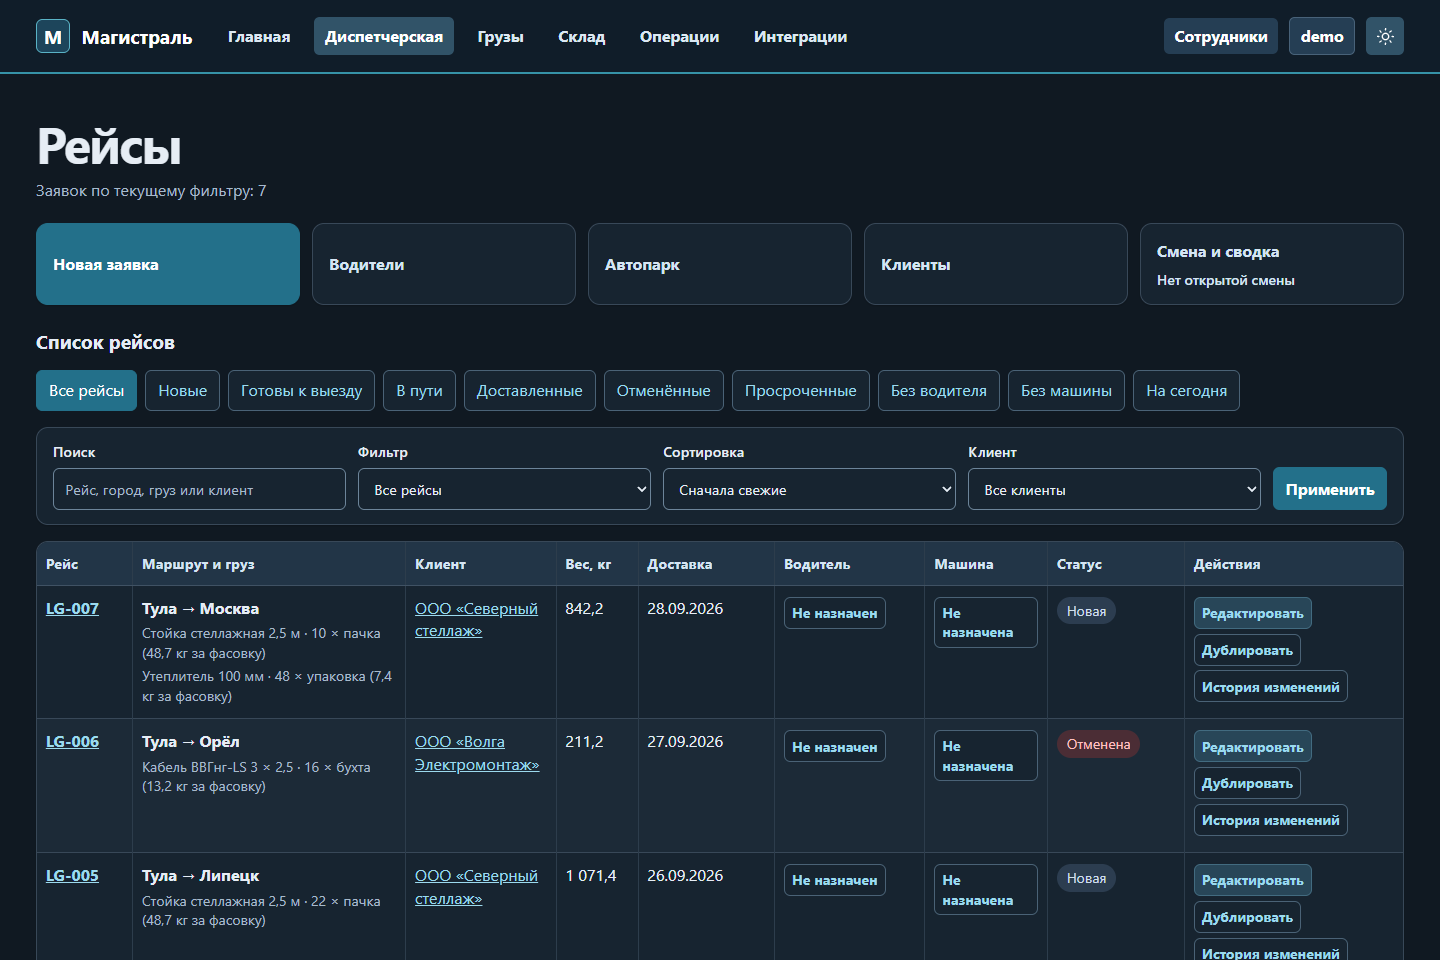 М Магистраль Главная Диспетчерская Грузы Склад Операции Интеграции Сотрудники demo
Рейсы
Заявок по текущему фильтру: 7
Новая заявка Водители Автопарк Клиенты Смена и сводка
Нет открытой смены
Список рейсов
Все рейсы Новые Готовы к выезду В пути Доставленные Отменённые Просроченные Без водителя Без машины На сегодня
Поиск Фильтр Сортировка Клиент
Рейс, город, груз или клиент Все рейсы Сначала свежие Все клиенты Применить
Рейс Маршрут и груз Клиент Вес, кг Доставка Водитель Машина Статус Действия
LG-007 Тула → Москва ООО «Северный 842,2 28.09.2026 Не назначен Не Новая Редактировать
Стойка стеллажная 2,5 м · 10 × пачка стеллаж» назначена
(48,7 кг за фасовку) Дублировать
Утеплитель 100 мм · 48 × упаковка (7,4 История изменений
кг за фасовку)
LG-006 Тула → Орёл ООО «Волга 211,2 27.09.2026 Не назначен Не Отменена Редактировать
Кабель ВВГнг-LS 3 × 2,5 · 16 × бухта Электромонтаж» назначена
(13,2 кг за фасовку) Дублировать
История изменений
LG-005 Тула → Липецк ООО «Северный 1 071,4 26.09.2026 Не назначен Не Новая Редактировать
Стойка стеллажная 2,5 м · 22 × пачка стеллаж» назначена
(48,7 кг за фасовку) Дублировать
История изменений